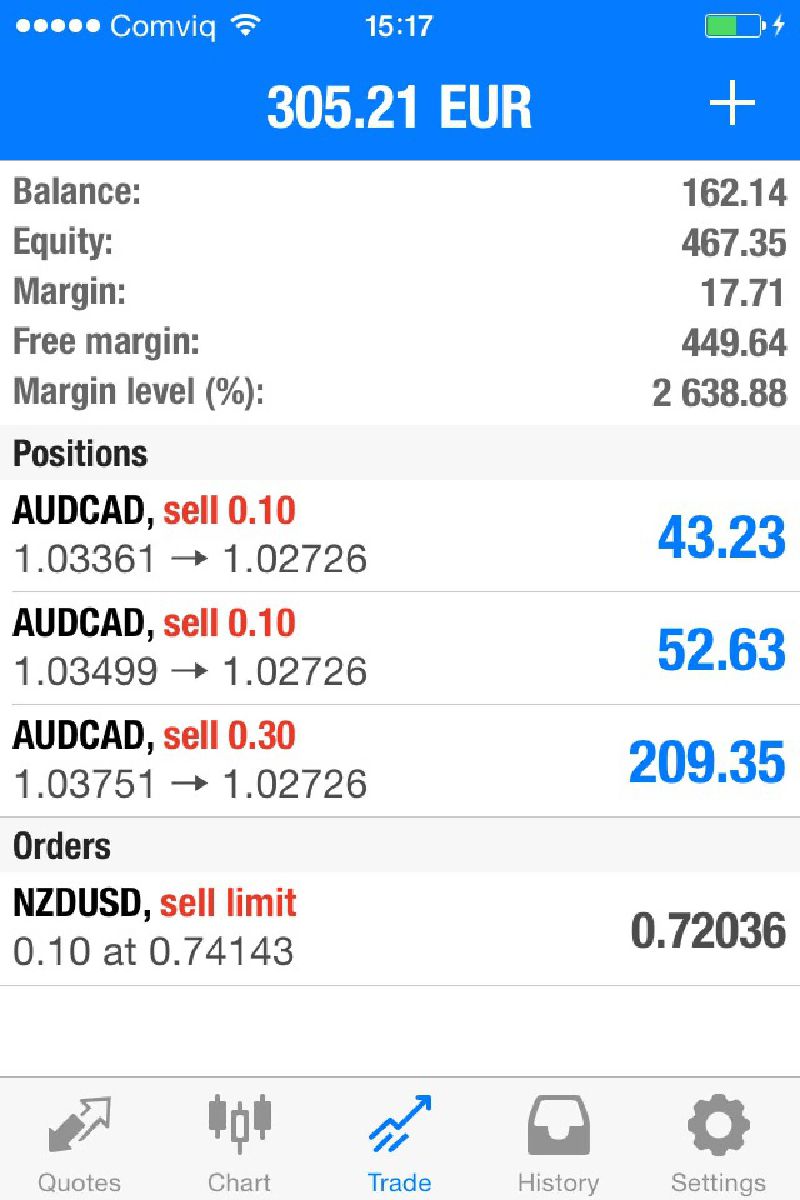 Comviq 15:17
305.21 EUR
Balance: 162.14
Equity: 467.35
Margin: 17.71
Free margin: 449.64
Margin level (%): 2 638.88
Positions
AUDCAD, sell 0.10
43.23
1.03361 → 1.02726
AUDCAD, sell 0.10
52.63
1.03499 → 1.02726
AUDCAD, sell 0.30
209.35
1.03751 → 1.02726
Orders
NZDUSD, sell limit
0.72036
0.10 at 0.74143
Quotes Chart Trade History Settings